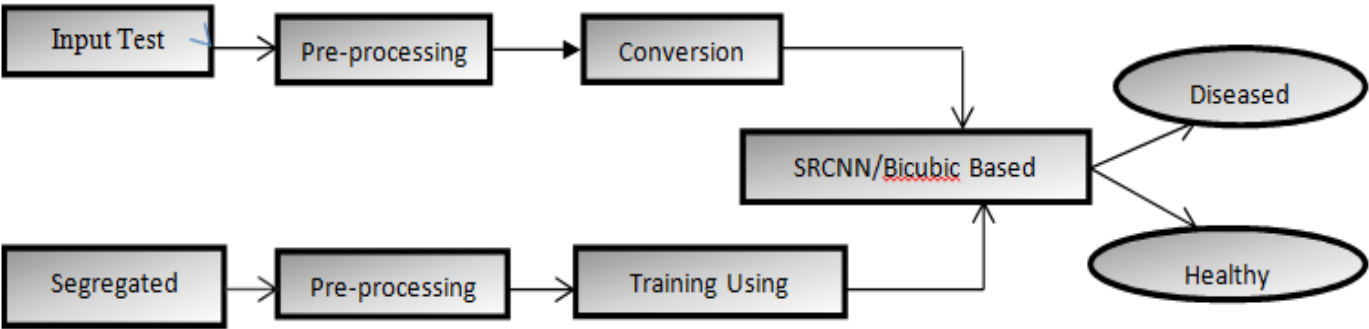 Input Test
Pre-processing
Conversion
Diseased
SRCNN/Bicubic Based
Segregated
Pre-processing
Training Using
Healthy